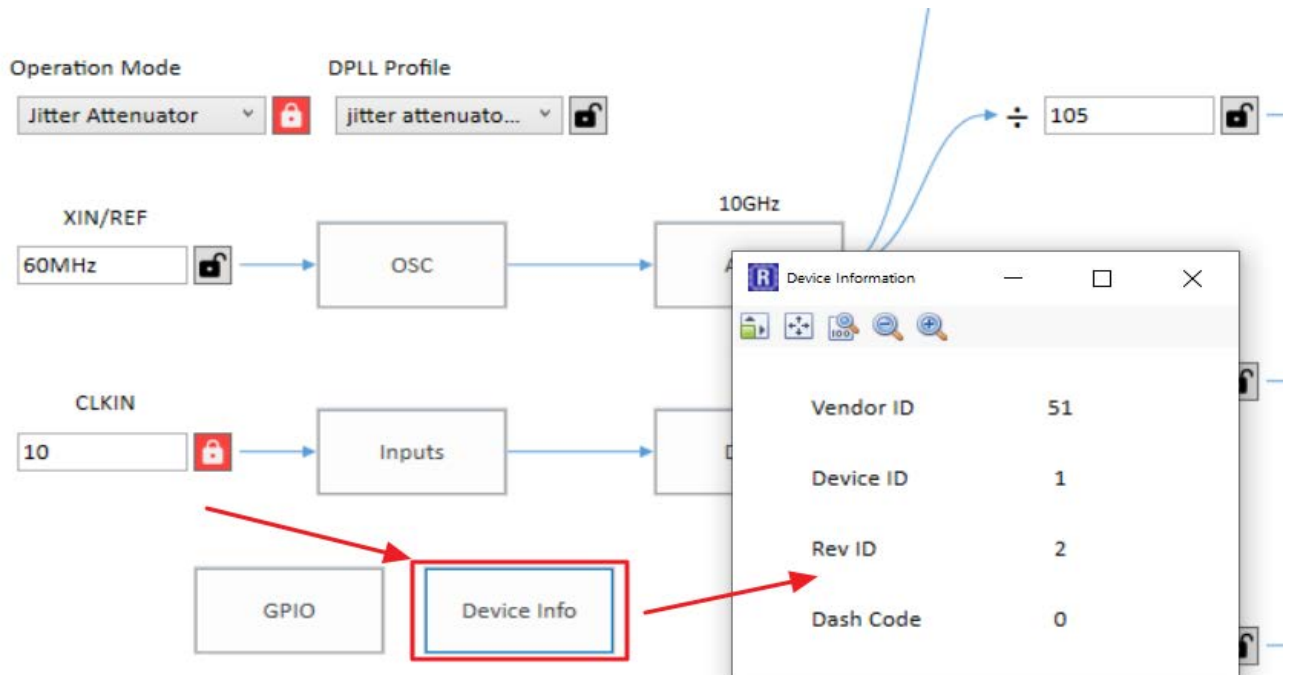 Operation Mode
DPLL Profile
Jitter Attenuator
jitter attenuato...
÷ 105
XIN/REF
60MHz
OSC
10GHz
CLKIN
10
Inputs
GPIO
Device Info
R Device Information
100
Vendor ID 51
Device ID 1
Rev ID 2
Dash Code 0